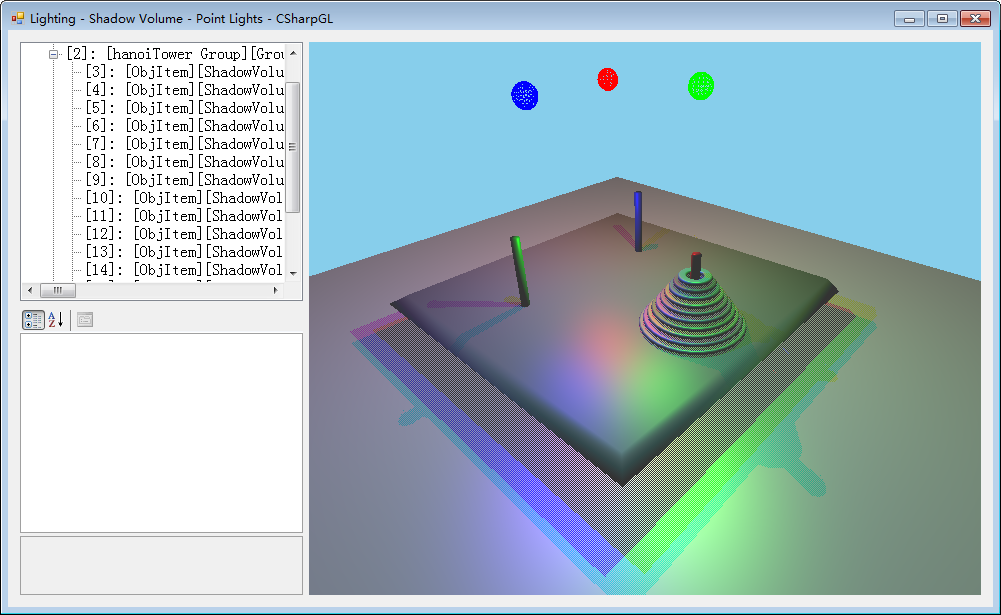 Lighting - Shadow Volume - Point Lights - CSharpGL
[2]: [hanoiTower Group][Grou
[3]: [ObjItem][ShadowVolu
[4]: [ObjItem][ShadowVolu
[5]: [ObjItem][ShadowVolu
[6]: [ObjItem][ShadowVolu
[7]: [ObjItem][ShadowVolu
[8]: [ObjItem][ShadowVolu
[9]: [ObjItem][ShadowVolu
[10]: [ObjItem][ShadowVol
[11]: [ObjItem][ShadowVol
[12]: [ObjItem][ShadowVol
[13]: [ObjItem][ShadowVol
[14]: [ObjItem][ShadowVol